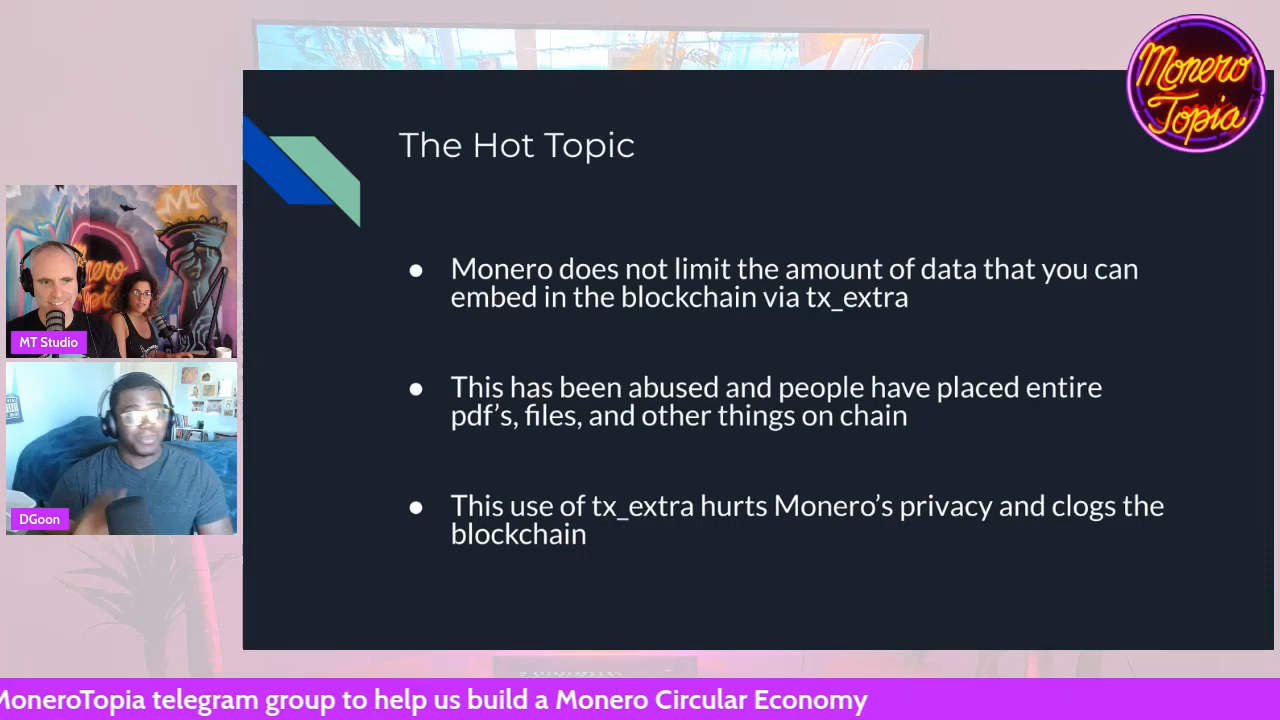 Monero
Topia
The Hot Topic
● Monero does not limit the amount of data that you can
embed in the blockchain via tx_extra
● This has been abused and people have placed entire
pdf's, files, and other things on chain
● This use of tx_extra hurts Monero's privacy and clogs the
blockchain
MT Studio
DGoon
MoneroTopia telegram group to help us build a Monero Circular Economy